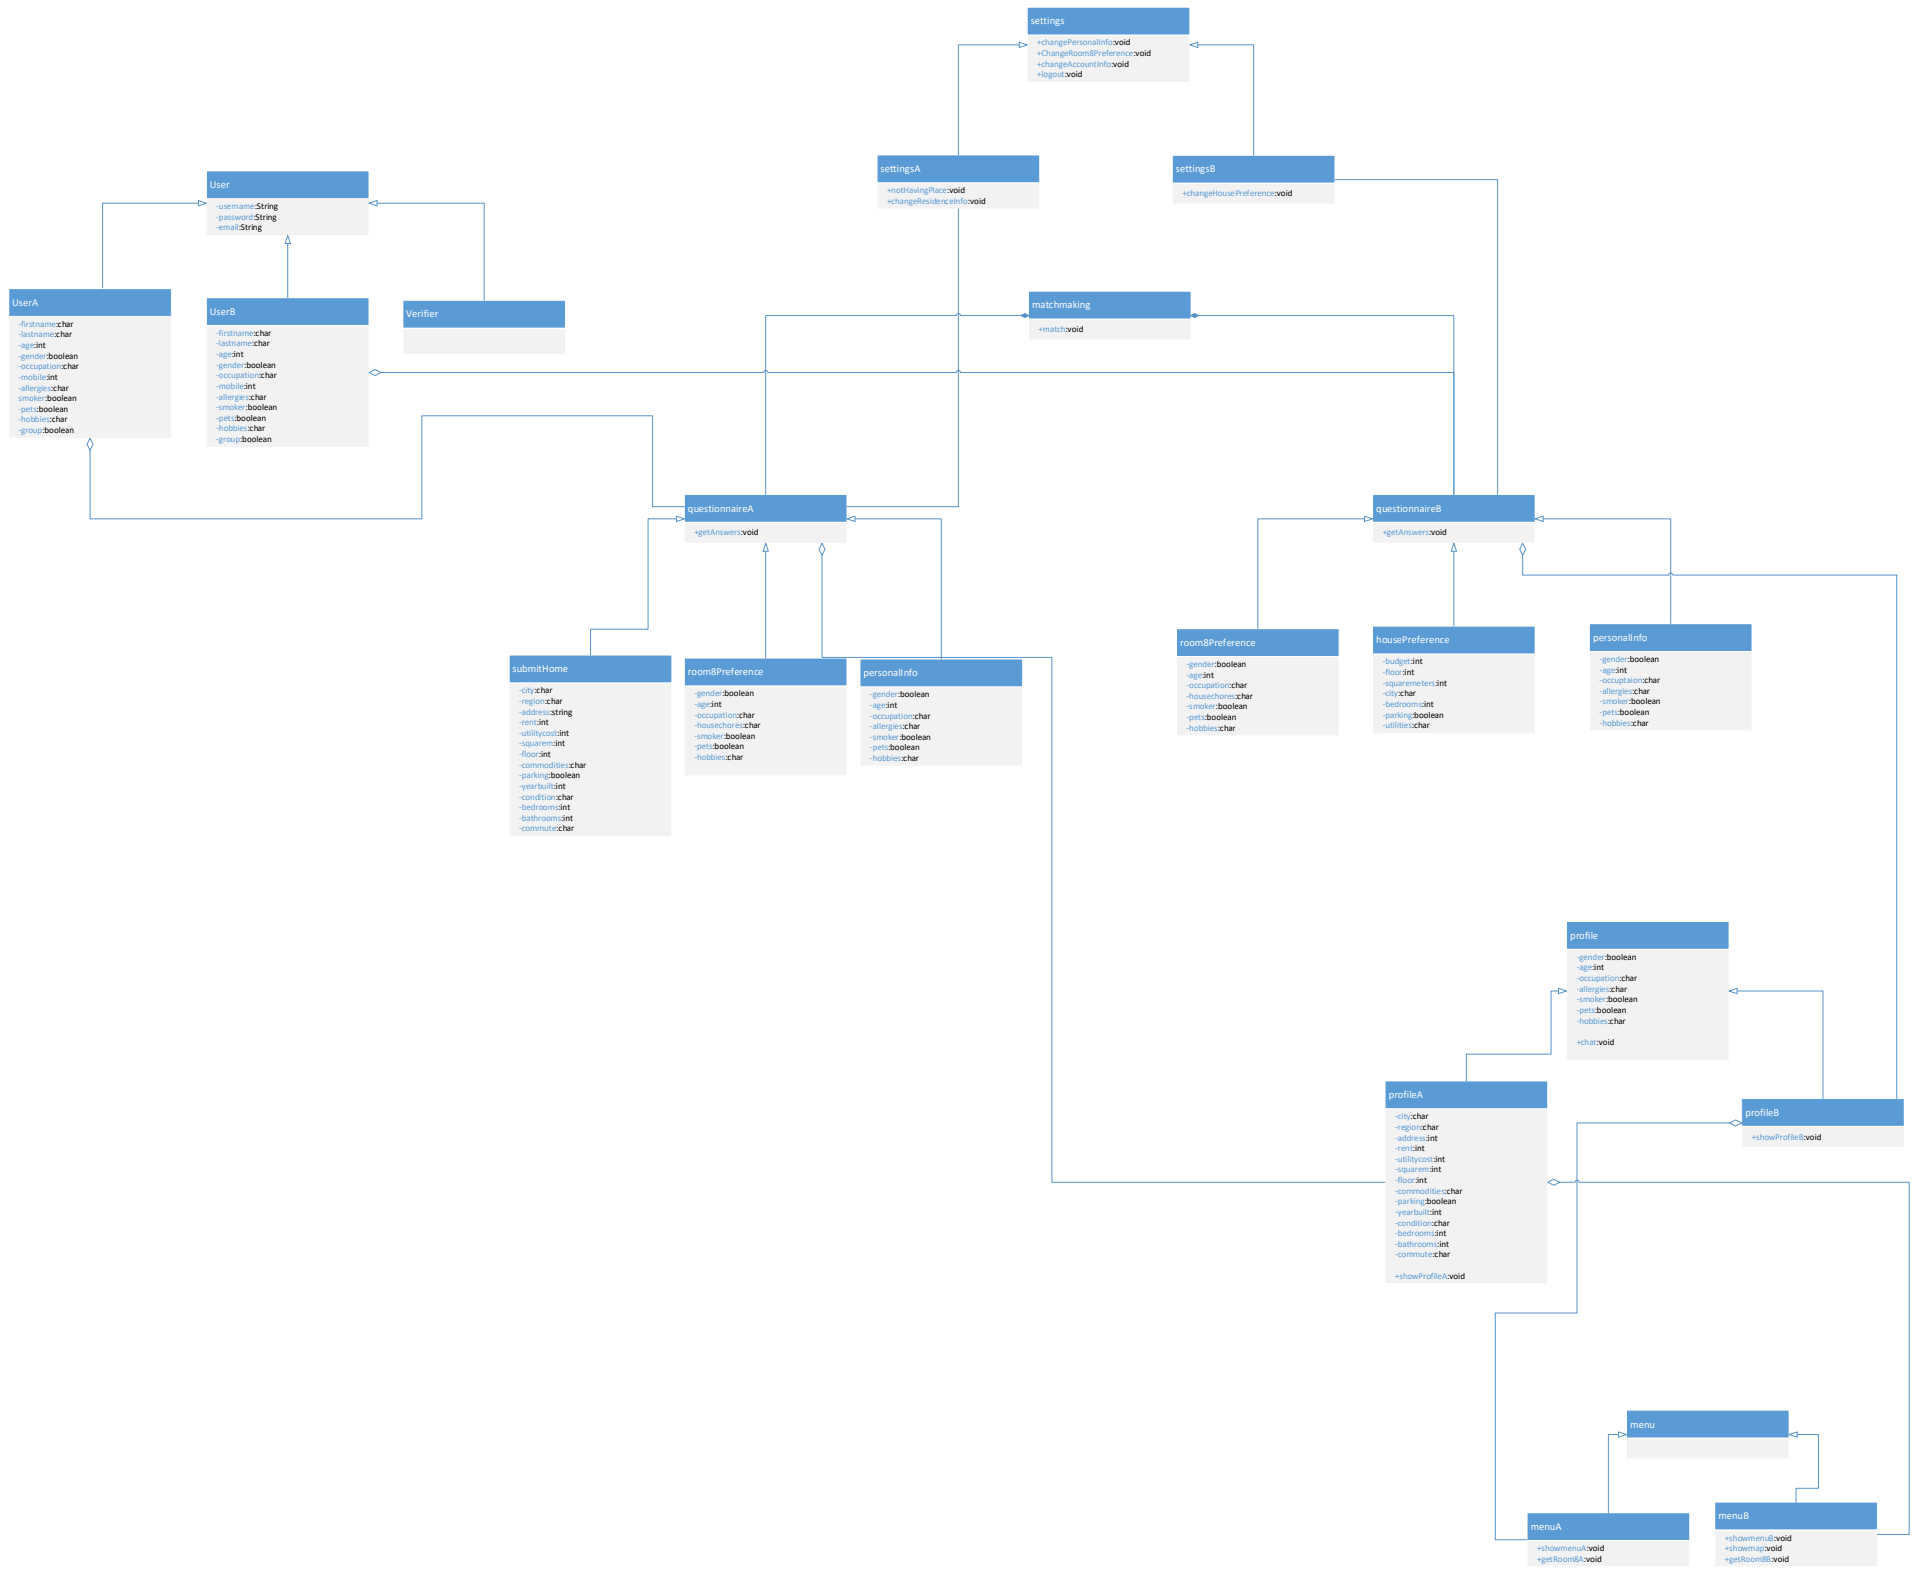 settings
+changePersonalInfo:void
+ChangeRoom8Preference:void
+changeAccountInfo:void
+logout:void
settingsA
+notHavingPlace:void
+changeResidenceInfo:void
settingsB
+changeHousePreference:void
User
-username:String
-password:String
-email:String
UserA
-firstname:char
-lastname:char
-age:int
-gender:boolean
-occupation:char
-mobile:int
-allergies:char
smoker:boolean
-pets:boolean
-hobbies:char
-group:boolean
UserB
-firstname:char
-lastname:char
-age:int
-gender:boolean
-occupation:char
-mobile:int
-allergies:char
-smoker:boolean
-pets:boolean
-hobbies:char
-group:boolean
Verifier
matchmaking
+match:void
questionnaireA
+getAnswers:void
questionnaireB
+getAnswers:void
submitHome
-city:char
-region:char
-address:string
-rent:int
-utilitycost:int
-squarem:int
-floor:int
-commodities:char
-parking:boolean
-yearbuilt:int
-condition:char
-bedrooms:int
-bathrooms:int
-commute:char
room8Preference
-gender:boolean
-age:int
-occupation:char
-housechores:char
-smoker:boolean
-pets:boolean
-hobbies:char
personalInfo
-gender:boolean
-age:int
-occupation:char
-allergies:char
-smoker:boolean
-pets:boolean
-hobbies:char
room8Preference
-gender:boolean
-age:int
-occupation:char
-housechores:char
-smoker:boolean
-pets:boolean
-hobbies:char
housePreference
-budget:int
-floor:int
-squaremeters:int
-city:char
-bedrooms:int
-parking:boolean
-utilities:char
personalInfo
-gender:boolean
-age:int
-occuptaion:char
-allergies:char
-smoker:boolean
-pets:boolean
-hobbies:char
profile
-gender:boolean
-age:int
-occupation:char
-allergies:char
-smoker:boolean
-pets:boolean
-hobbies:char
+chat:void
profileA
-city:char
-region:char
-address:int
-rent:int
-utilitycost:int
-squarem:int
-floor:int
-commodities:char
-parking:boolean
-yearbuilt:int
-condition:char
-bedrooms:int
-bathrooms:int
-commute:char
+showProfileA:void
profileB
+showProfileB:void
menu
menuA
+showmenuA:void
+getRoom8A:void
menuB
+showmenuB:void
+showmap:void
+getRoom8B:void